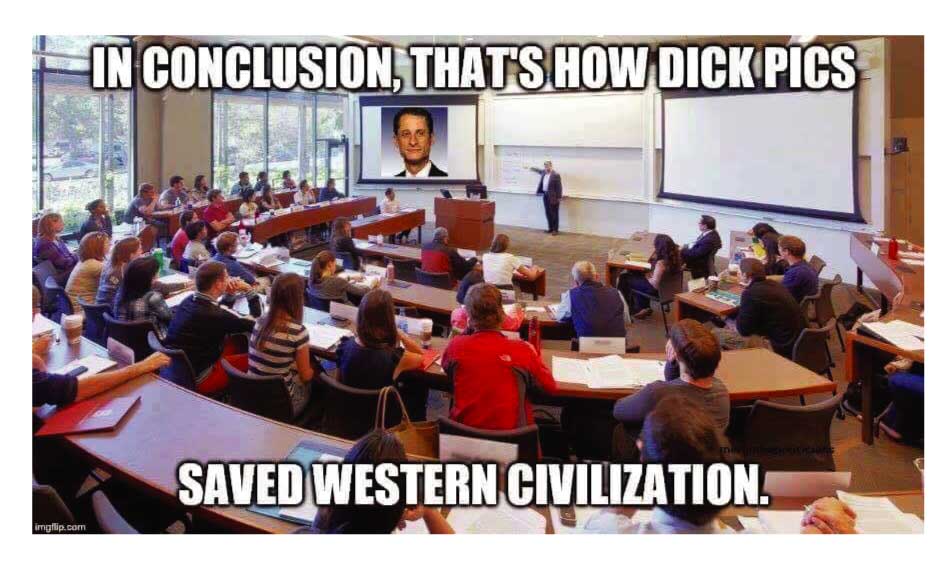 IN CONCLUSION, THAT'S HOW DICK PICS
SAVED WESTERN CIVILIZATION.
imgflip.com